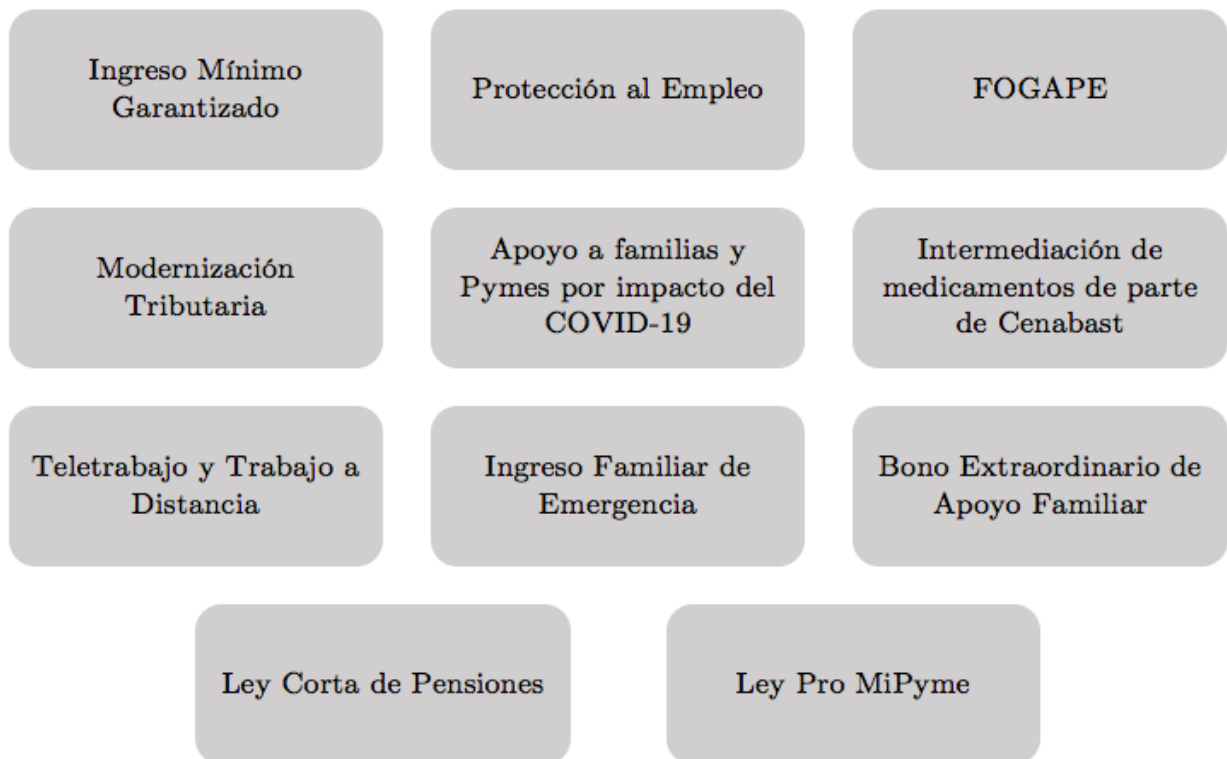 Ingreso Mínimo
Garantizado
Protección al Empleo
FOGAPE
Modernización
Tributaria
Apoyo a familias y
Pymes por impacto del
COVID-19
Intermediación de
medicamentos de parte
de Cenabast
Teletrabajo y Trabajo a
Distancia
Ingreso Familiar de
Emergencia
Bono Extraordinario de
Apoyo Familiar
Ley Corta de Pensiones
Ley Pro MiPyme